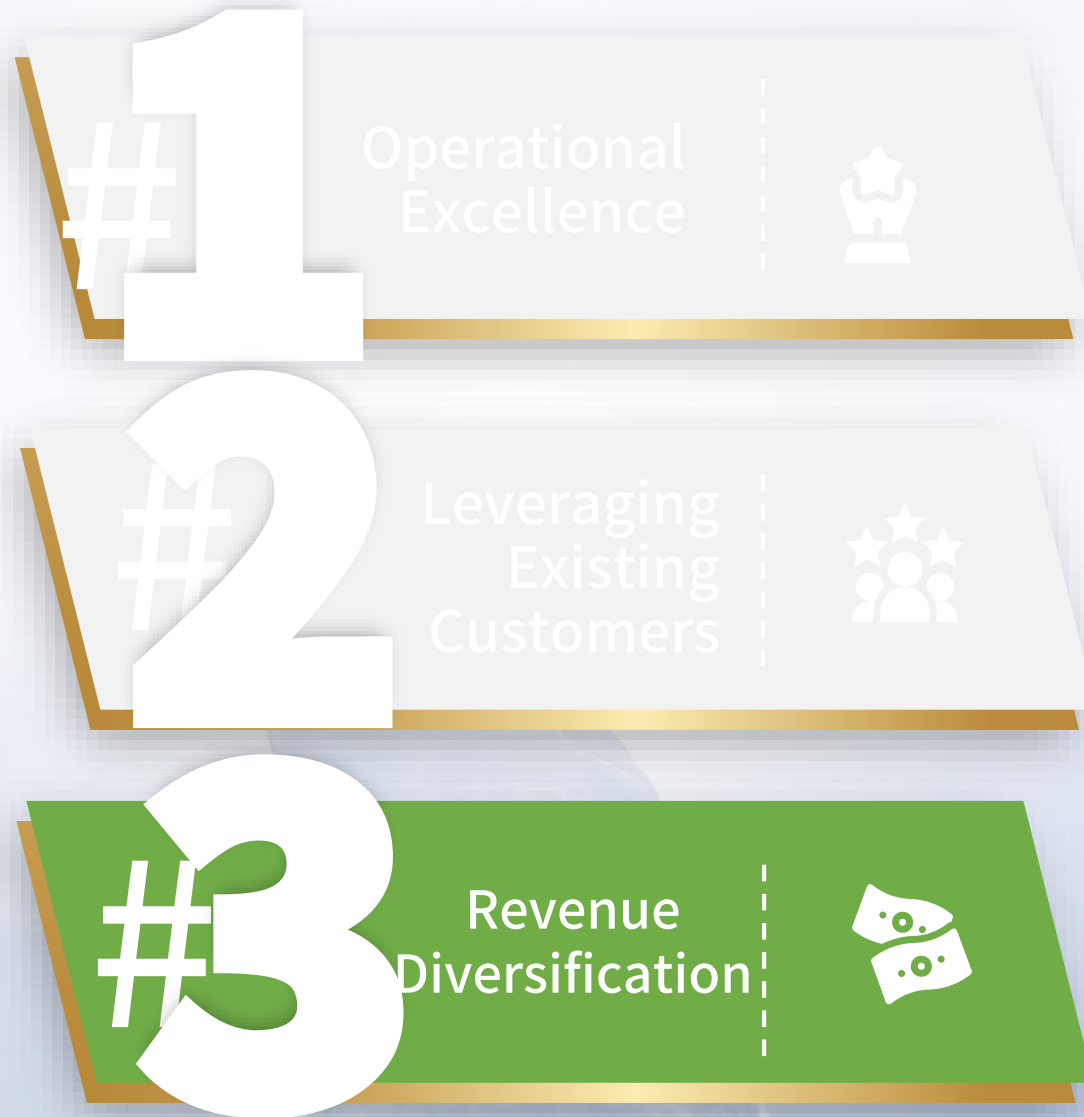 #1
Operational
Excellence
#2
Leveraging
Existing
Customers
#3
Revenue
Diversification